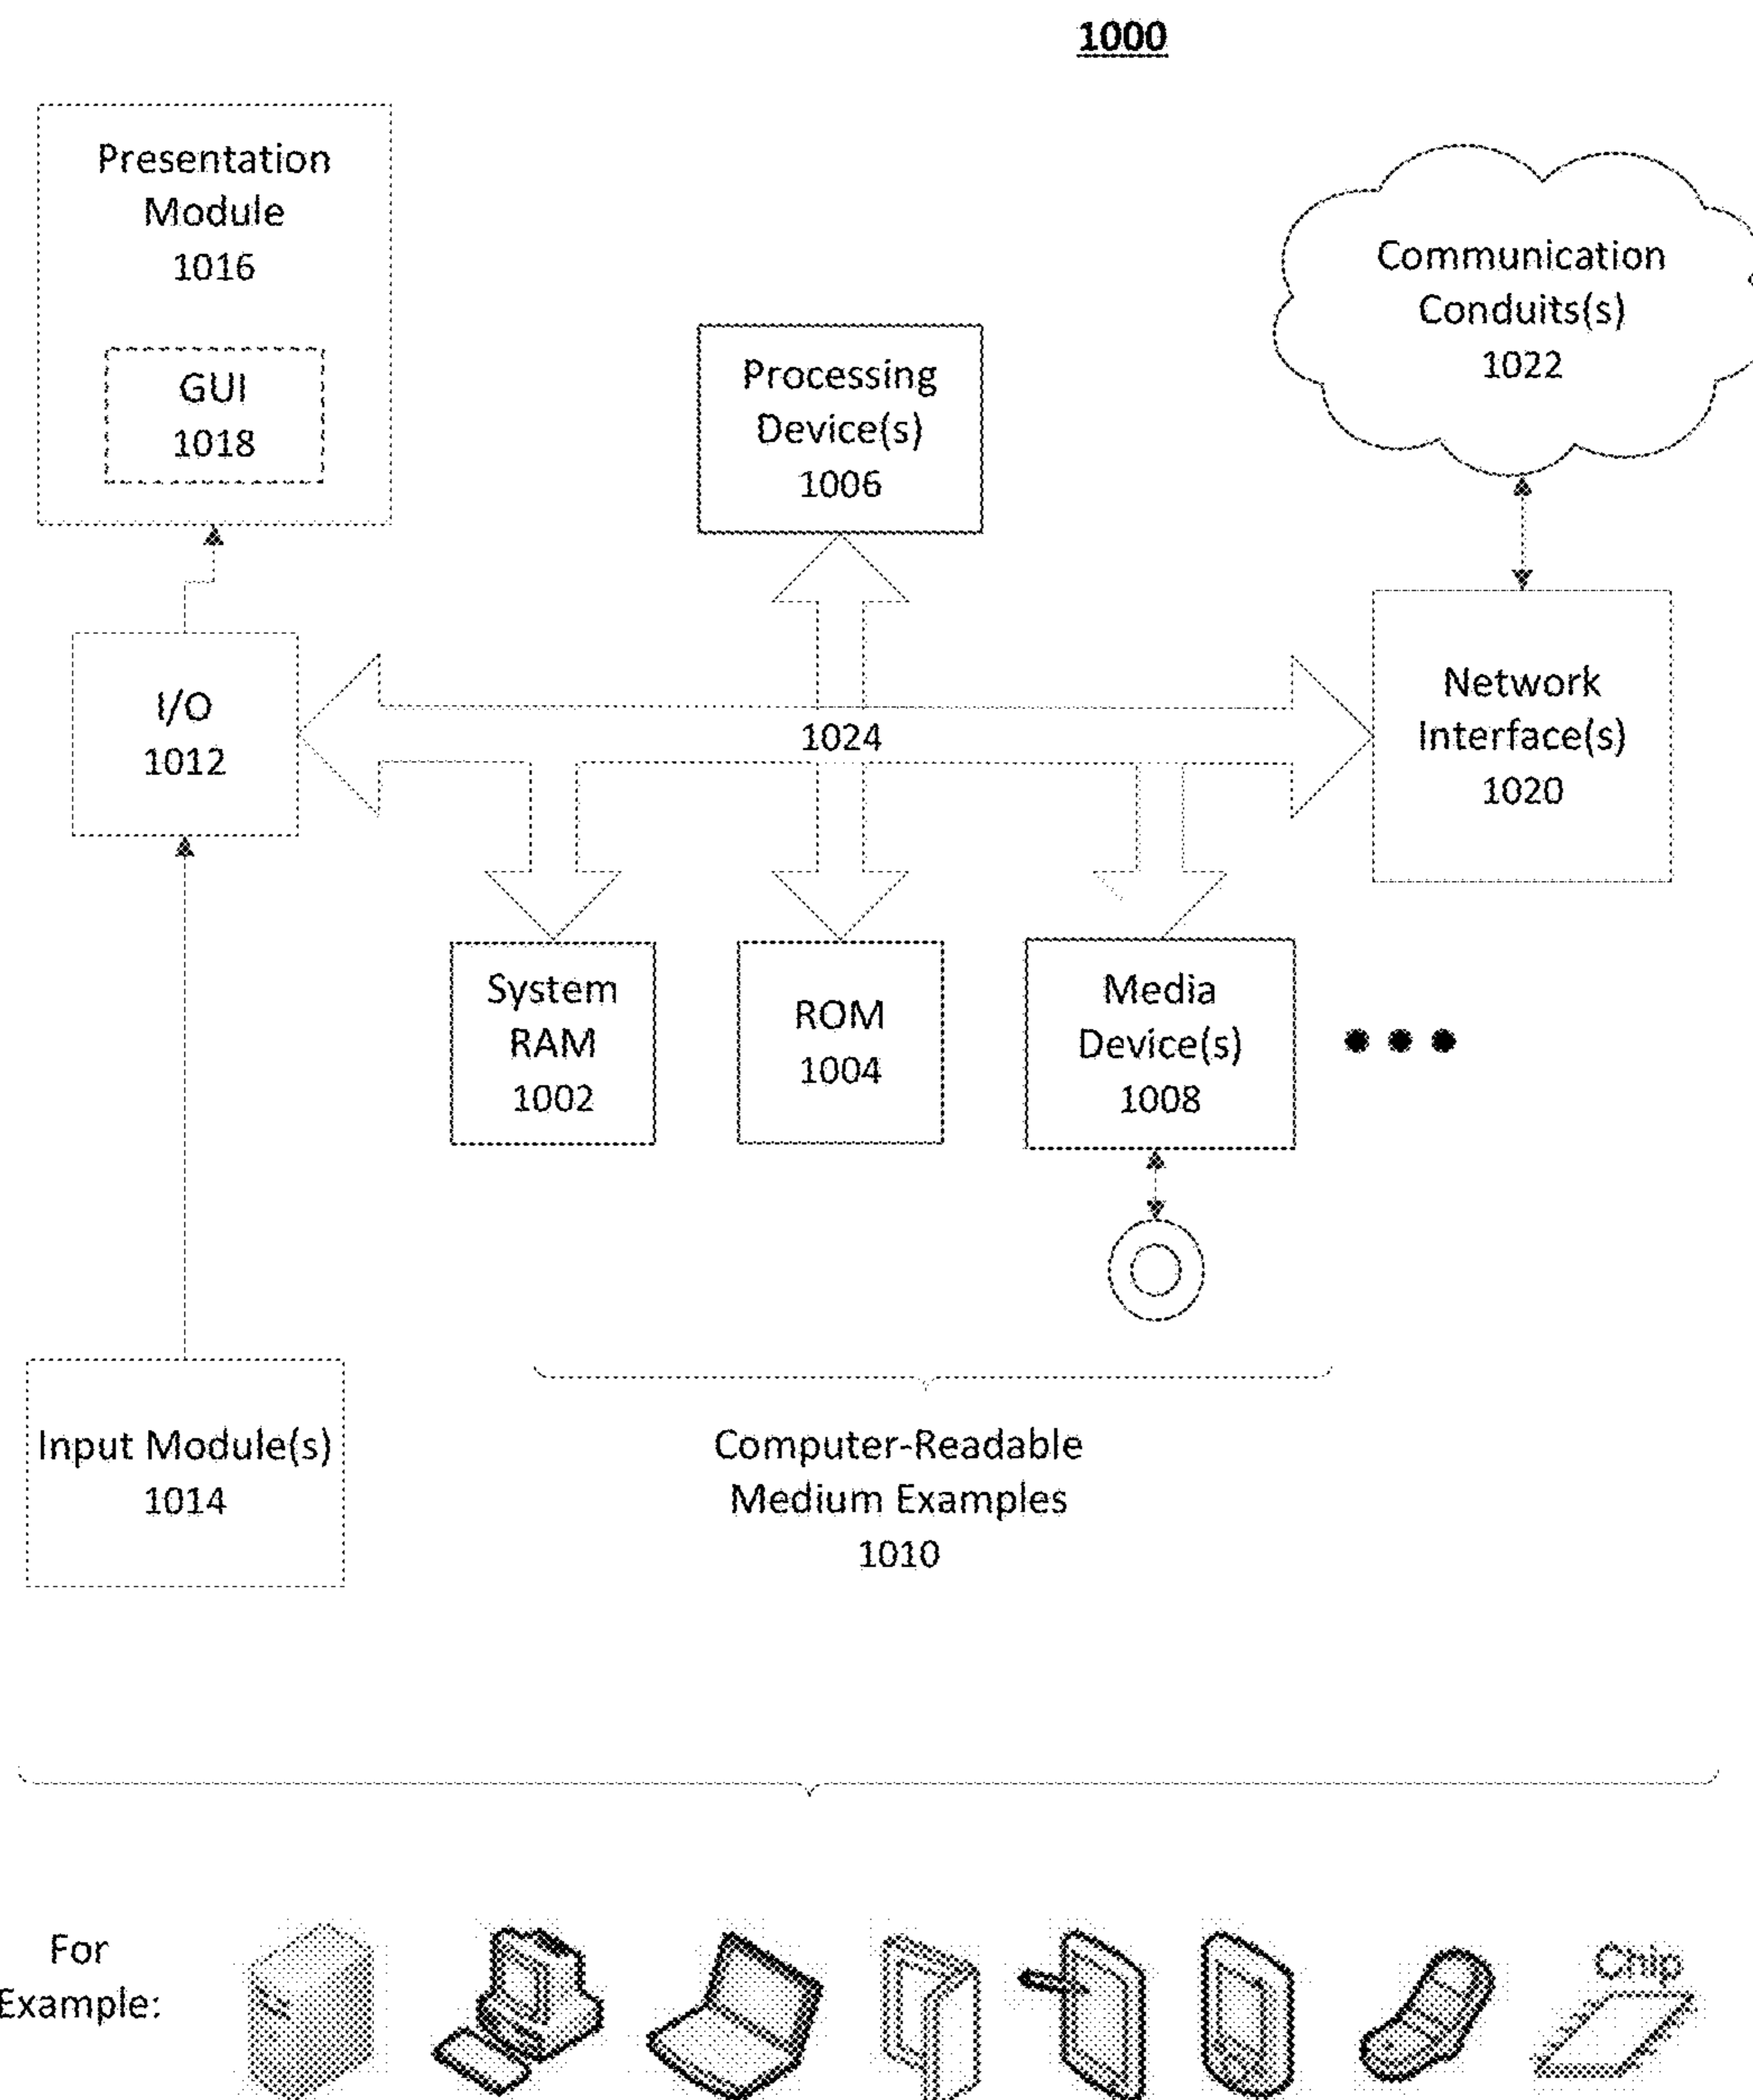 1000
Presentation
Module
1016
GUI
1018
Processing
Device(s)
1006
Communication
Conduits(s)
1022
I/O
1012
1024
Network
Interface(s)
1020
System
RAM
1002
ROM
1004
Media
Device(s)
1008
Input Module(s)
1014
Computer-Readable
Medium Examples
1010
For
Example:
Chip